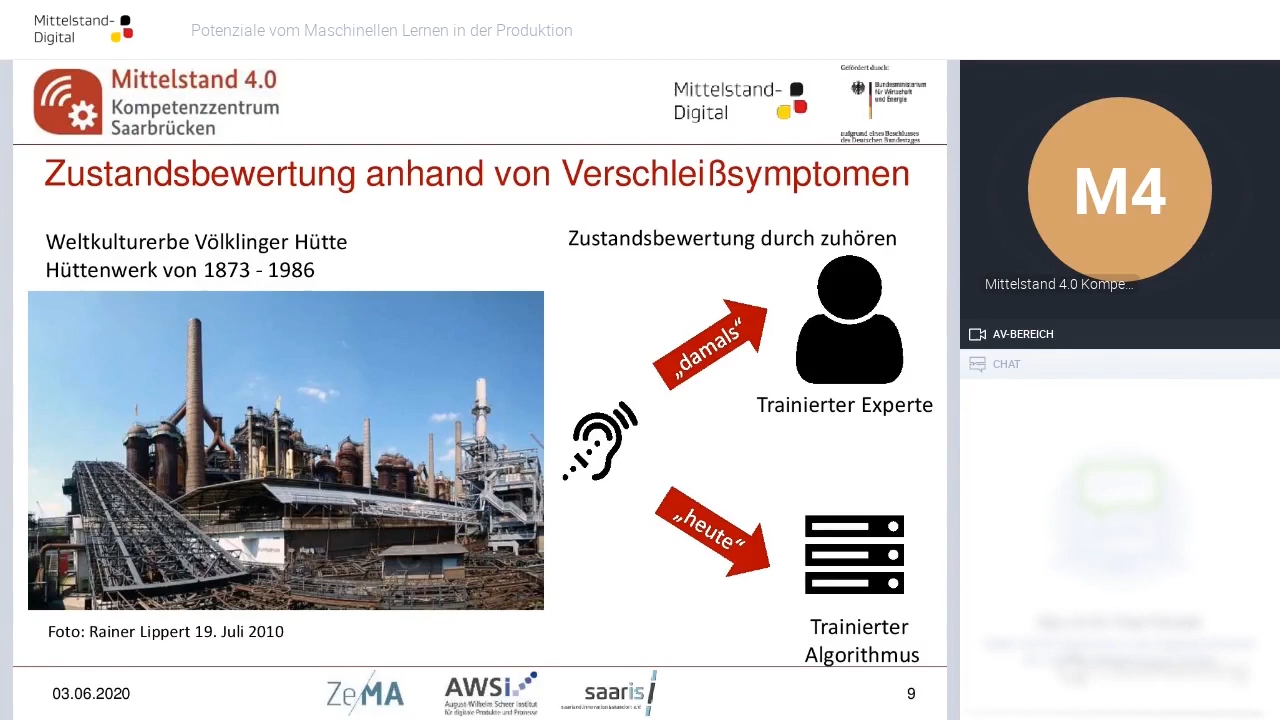 Mittelstand-
Digital
Potenziale vom Maschinellen Lernen in der Produktion
Mittelstand 4.0
Kompetenzzentrum
Saarbrücken
Mittelstand-
Digital
Gefördert durch:
Bundesministerium
für Wirtschaft
und Energie
aufgrund eines Beschlusses
des Deutschen Bundestages
M4
Mittelstand 4.0 Kompe...
AV-BEREICH
CHAT
Zustandsbewertung anhand von Verschleißsymptomen
Weltkulturerbe Völklinger Hütte
Hüttenwerk von 1873 - 1986
Foto: Rainer Lippert 19. Juli 2010
Zustandsbewertung durch zuhören
„damals“
Trainierter Experte
„heute“
Trainierter
Algorithmus
03.06.2020
ZeMA
AWSi
August-Wilhelm Scheer Institut
für digitale Produkte und Prozesse
saaris
saarland.innovation&standort e.V.
9